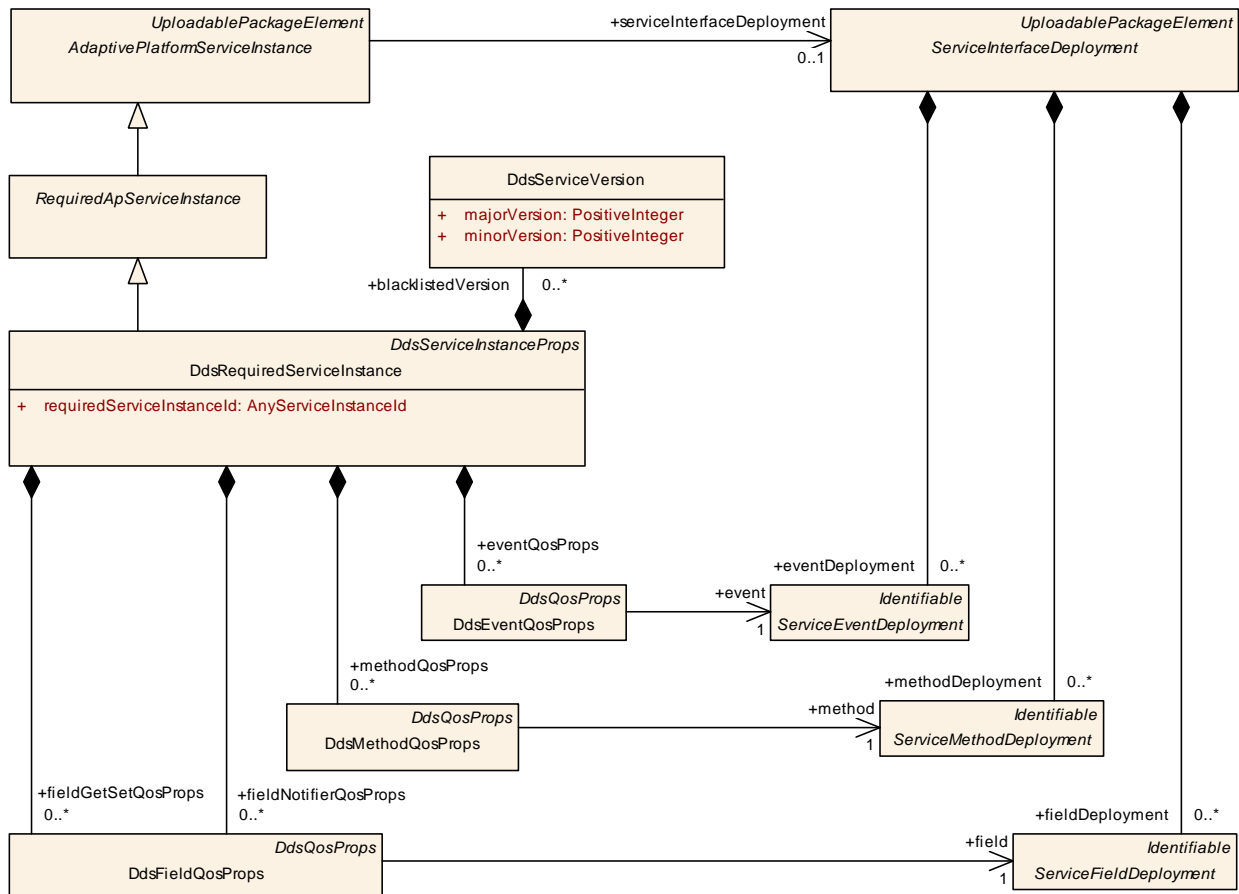 UploadablePackageElement
AdaptivePlatformServiceInstance
+serviceInterfaceDeployment
0..1
UploadablePackageElement
ServiceInterfaceDeployment
RequiredApServiceInstance
DdsServiceVersion
+ majorVersion: PositiveInteger
+ minorVersion: PositiveInteger
+blacklistedVersion 0..*
DdsServiceInstanceProps
DdsRequiredServiceInstance
+ requiredServiceInstanceId: AnyServiceInstanceId
+eventQosProps
0..*
+eventDeployment 0..*
DdsQosProps
DdsEventQosProps
+event
1
Identifiable
ServiceEventDeployment
+methodQosProps
0..*
+methodDeployment 0..*
DdsQosProps
DdsMethodQosProps
+method
1
Identifiable
ServiceMethodDeployment
+fieldGetSetQosProps
0..*
+fieldNotifierQosProps
0..*
+fieldDeployment 0..*
DdsQosProps
DdsFieldQosProps
+field
1
Identifiable
ServiceFieldDeployment